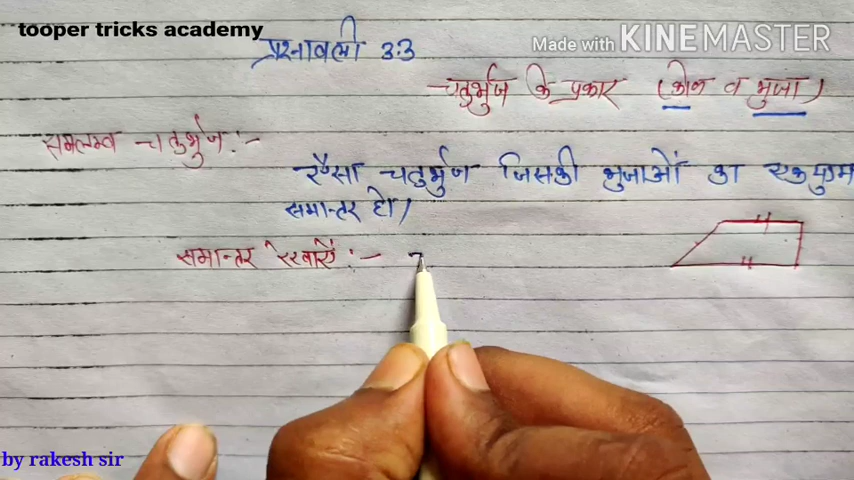 tooper tricks academy
Made with KINEMASTER
प्रश्नावली 3.3
चतुर्भुज के प्रकार (कोन व भुजा)
समलम्ब चतुर्भुज :-
ऐसा चतुर्भुज जिसकी भुजाओं का एक युग्म
समान्तर हो।
समान्तर रेखाएँ :-
by rakesh sir